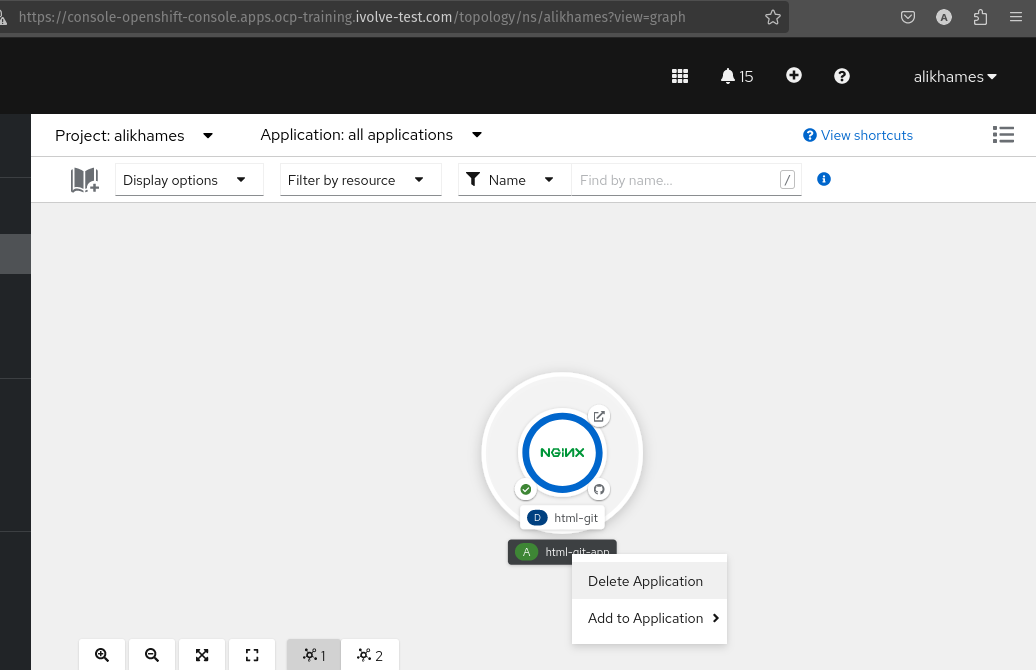 https://console-openshift-console.apps.ocp-training.ivolve-test.com/topology/ns/alikhames?view=graph
A
15
alikhames
Project: alikhames
Application: all applications
View shortcuts
Display options
Filter by resource
Name
Find by name...
/
NGINX
D html-git
A html-git-app
Delete Application
Add to Application
1
2